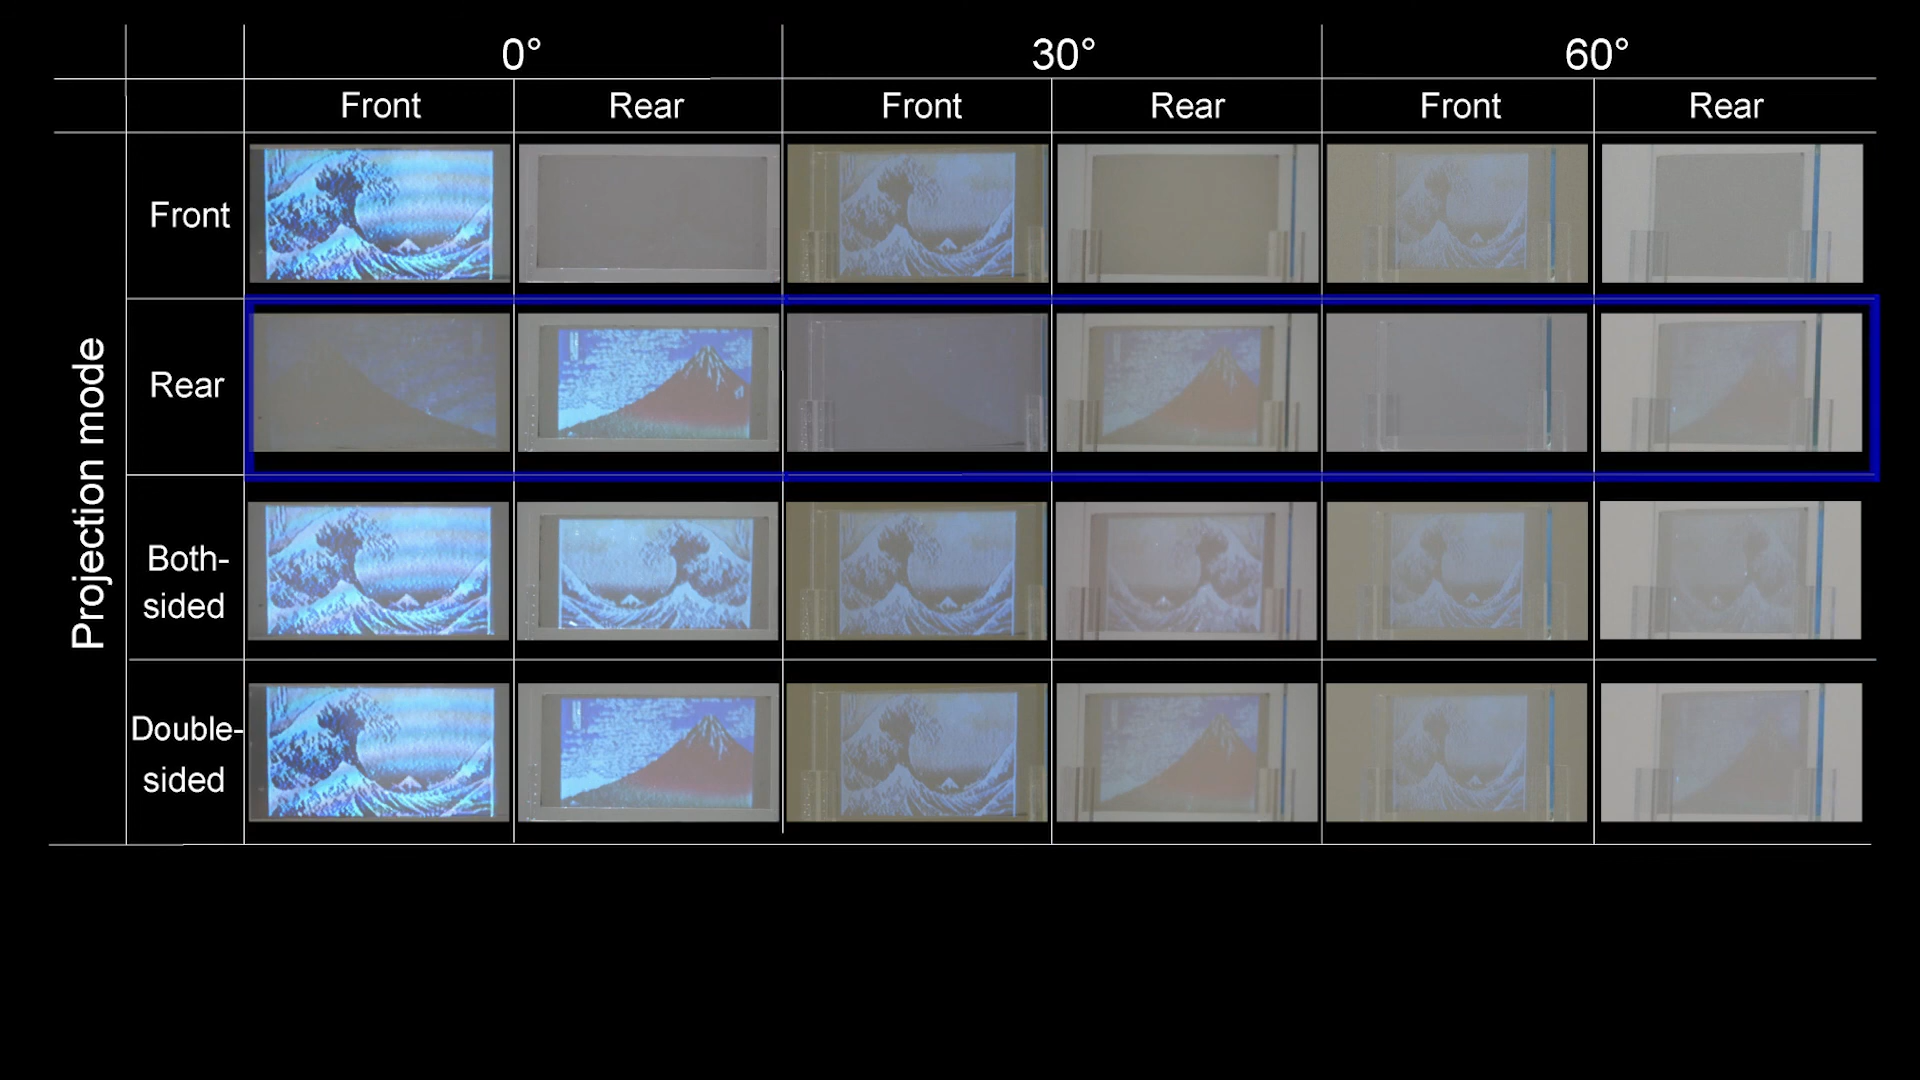 0° 30° 60°
Front Rear Front Rear Front Rear
Projection mode
Front
Rear
Both-
sided
Double-
sided